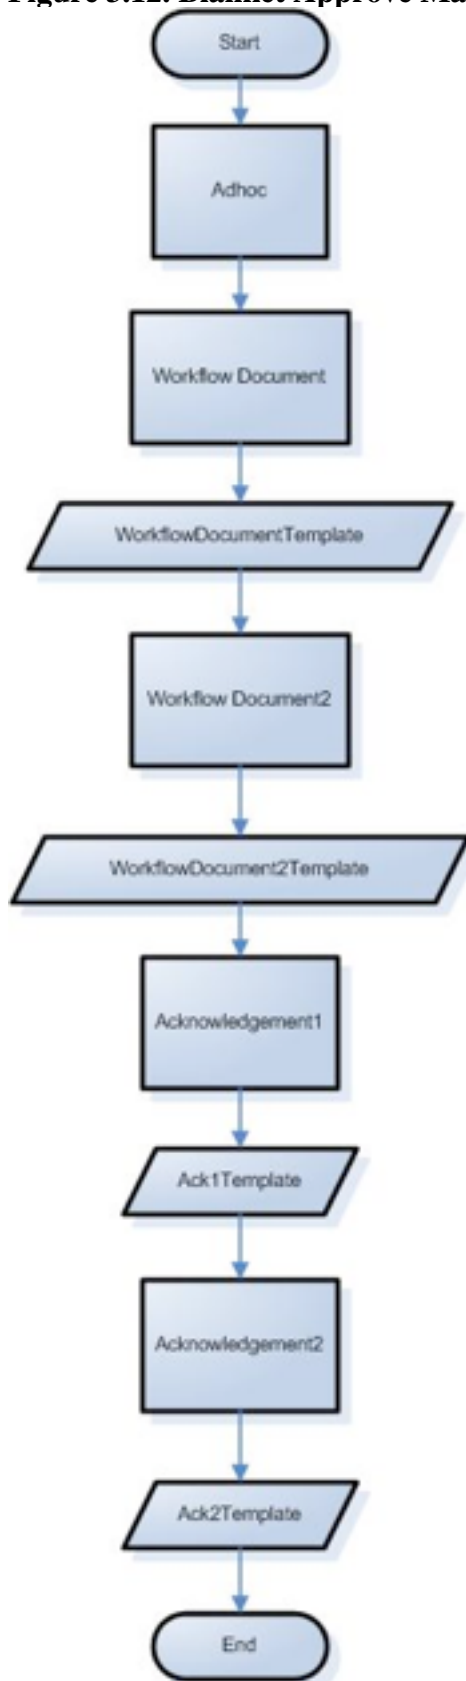 Start
Adhoc
Workflow Document
WorkflowDocumentTemplate
Workflow Document2
WorkflowDocument2Template
Acknowledgement1
Ack1Template
Acknowledgement2
Ack2Template
End